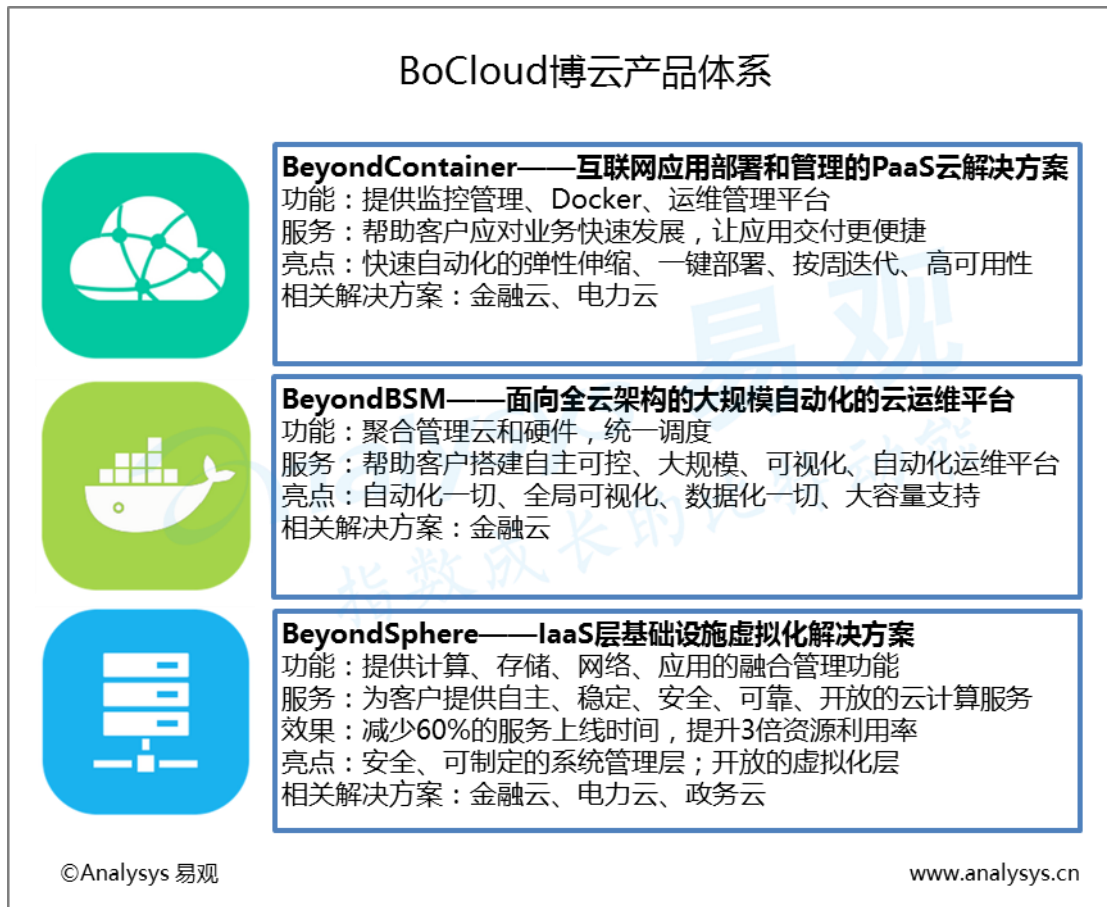 BoCloud博云产品体系
BeyondContainer——互联网应用部署和管理的PaaS云解决方案
功能：提供监控管理、Docker、运维管理平台
服务：帮助客户应对业务快速发展，让应用交付更便捷
亮点：快速自动化的弹性伸缩、一键部署、按周迭代、高可用性
相关解决方案：金融云、电力云
BeyondBSM——面向全云架构的大规模自动化的云运维平台
功能：聚合管理云和硬件，统一调度
服务：帮助客户搭建自主可控、大规模、可视化、自动化运维平台
亮点：自动化一切、全局可视化、数据化一切、大容量支持
相关解决方案：金融云
BeyondSphere——IaaS层基础设施虚拟化解决方案
功能：提供计算、存储、网络、应用的融合管理功能
服务：为客户提供自主、稳定、安全、可靠、开放的云计算服务
效果：减少60%的服务上线时间，提升3倍资源利用率
亮点：安全、可制定的系统管理层；开放的虚拟化层
相关解决方案：金融云、电力云、政务云
Analysys 易观
指数成长的比特动能
©Analysys 易观
www.analysys.cn